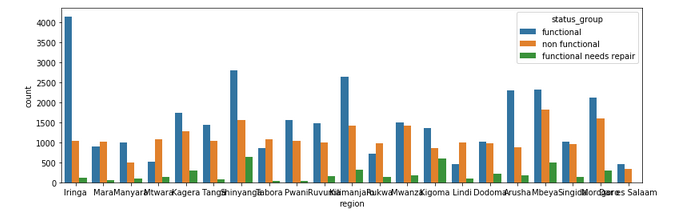 status_group
functional
non functional
functional needs repair
4000
3500
3000
2500
2000
1500
1000
500
0
count
Iringa Mara Manyara Mtwara Kagera Tanga Shinyanga Tabora Pwani Ruvuma Kilimanjaro Rukwa Mwanza Kigoma Lindi Dodoma Arusha Mbeya Singida Morogoro Dar es Salaam
region